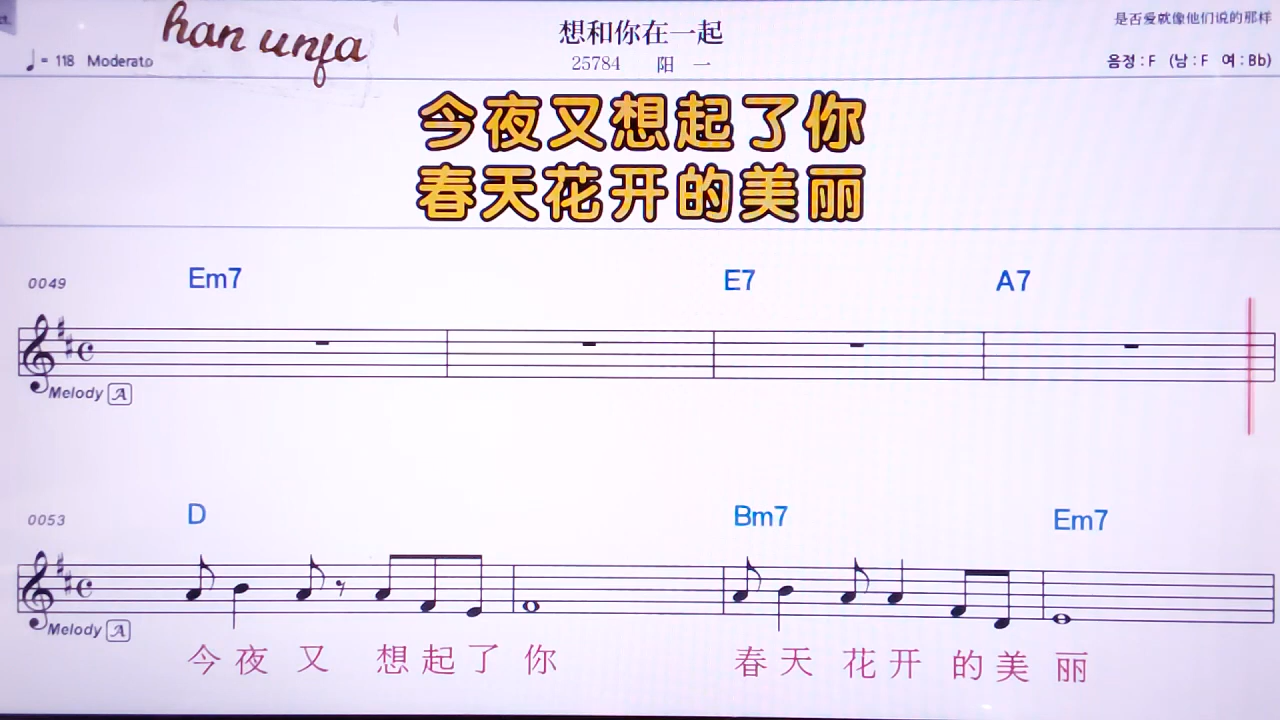 han unfa
想和你在一起
是否爱就像他们说的那样
♩= 118 Moderato
25784 阳 一
음정 : F (남 : F 여 : Bb)
今夜又想起了你
春天花开的美丽
0049 Em7 E7 A7
Melody A
0053 D Bm7 Em7
Melody A
今 夜 又 想 起 了 你 春 天 花 开 的 美 丽